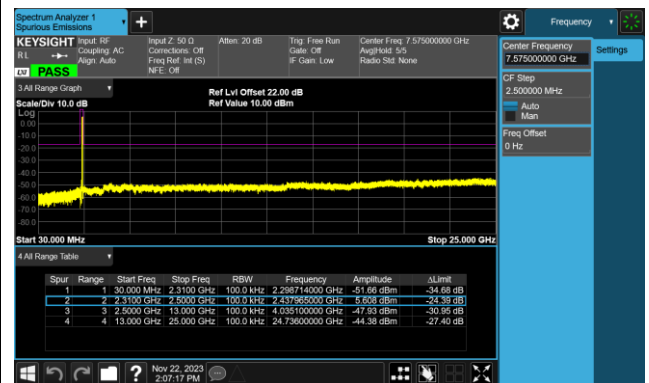 Spectrum Analyzer 1
Spurious Emissions
Frequency
KEYSIGHT
Input: RF
Input Z: 50 Ω
Atten: 20 dB
Trig: Free Run
Center Freq: 7.575000000 GHz
RL
Coupling: AC
Corrections: Off
Gate: Off
Avg|Hold: 5/5
Align: Auto
Freq Ref: Int (S)
IF Gain: Low
Radio Std: None
NFE: Off
LXI PASS
Center Frequency
7.575000000 GHz
Settings
CF Step
2.500000 MHz
Auto
Man
Freq Offset
0 Hz
3 All Range Graph
Ref Lvl Offset 22.00 dB
Scale/Div 10.0 dB
Ref Value 10.00 dBm
Log
0.00
-10.0
-20.0
-30.0
-40.0
-50.0
-60.0
-70.0
-80.0
Start 30.000 MHz
Stop 25.000 GHz
4 All Range Table
Spur Range Start Freq Stop Freq RBW Frequency Amplitude ΔLimit
1 1 30.000 MHz 2.3100 GHz 100.0 kHz 2.298714000 GHz -51.66 dBm -34.68 dB
2 2 2.3100 GHz 2.5000 GHz 100.0 kHz 2.437965000 GHz 5.608 dBm -24.39 dB
3 3 2.5000 GHz 13.000 GHz 100.0 kHz 4.035100000 GHz -47.93 dBm -30.95 dB
4 4 13.000 GHz 25.000 GHz 100.0 kHz 24.73600000 GHz -44.38 dBm -27.40 dB
Nov 22, 2023
2:07:17 PM